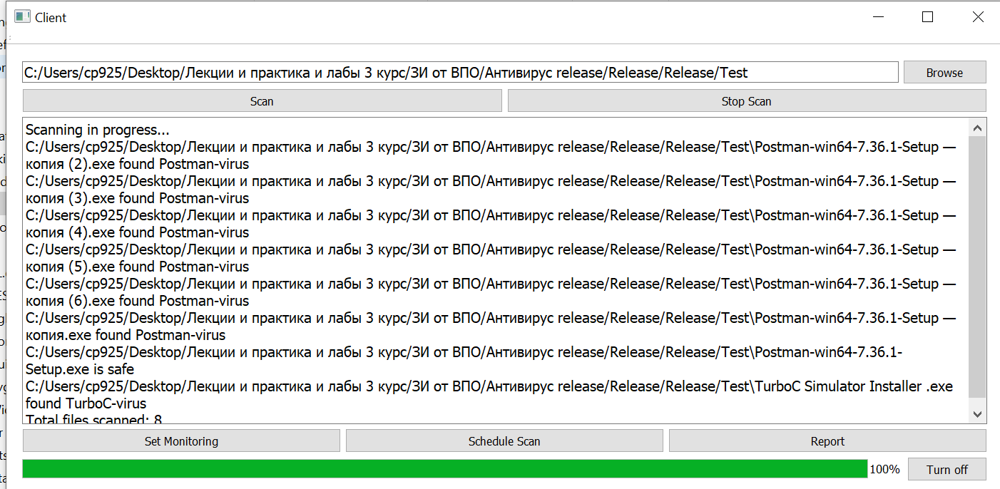 Client
C:/Users/cp925/Desktop/Лекции и практика и лабы 3 курс/ЗИ от ВПО/Антивирус release/Release/Release/Test
Browse
Scan
Stop Scan
Scanning in progress...
C:/Users/cp925/Desktop/Лекции и практика и лабы 3 курс/ЗИ от ВПО/Антивирус release/Release/Release/Test\Postman-win64-7.36.1-Setup —
копия (2).exe found Postman-virus
C:/Users/cp925/Desktop/Лекции и практика и лабы 3 курс/ЗИ от ВПО/Антивирус release/Release/Release/Test\Postman-win64-7.36.1-Setup —
копия (3).exe found Postman-virus
C:/Users/cp925/Desktop/Лекции и практика и лабы 3 курс/ЗИ от ВПО/Антивирус release/Release/Release/Test\Postman-win64-7.36.1-Setup —
копия (4).exe found Postman-virus
C:/Users/cp925/Desktop/Лекции и практика и лабы 3 курс/ЗИ от ВПО/Антивирус release/Release/Release/Test\Postman-win64-7.36.1-Setup —
копия (5).exe found Postman-virus
C:/Users/cp925/Desktop/Лекции и практика и лабы 3 курс/ЗИ от ВПО/Антивирус release/Release/Release/Test\Postman-win64-7.36.1-Setup —
копия (6).exe found Postman-virus
C:/Users/cp925/Desktop/Лекции и практика и лабы 3 курс/ЗИ от ВПО/Антивирус release/Release/Release/Test\Postman-win64-7.36.1-Setup —
копия.exe found Postman-virus
C:/Users/cp925/Desktop/Лекции и практика и лабы 3 курс/ЗИ от ВПО/Антивирус release/Release/Release/Test\Postman-win64-7.36.1-
Setup.exe is safe
C:/Users/cp925/Desktop/Лекции и практика и лабы 3 курс/ЗИ от ВПО/Антивирус release/Release/Release/Test\TurboC Simulator Installer .exe
found TurboC-virus
Total files scanned: 8
Set Monitoring
Schedule Scan
Report
100%
Turn off